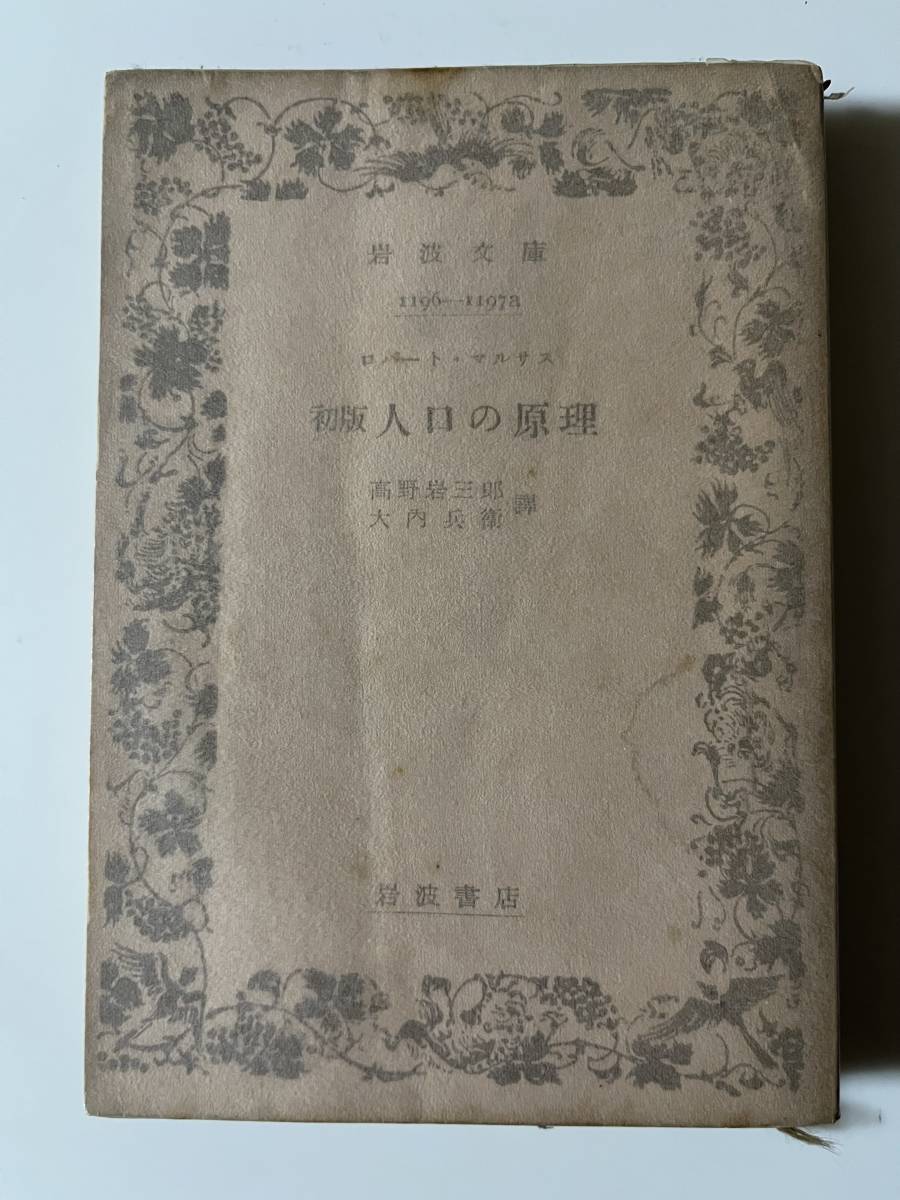 岩波文庫
1196—1197a
ロバート・マルサス
初版 人口の原理
高野岩三郎
大内兵衛 譯
岩波書店